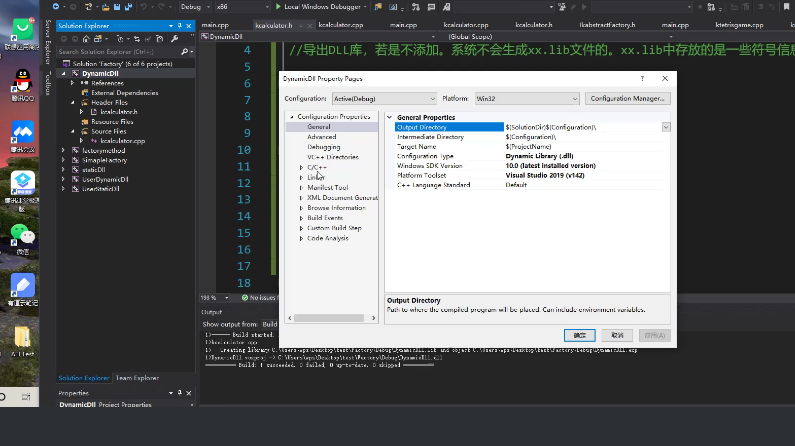 Debug
x86
Local Windows Debugger
Solution Explorer
Search Solution Explorer (Ctrl+)
Solution 'Factory' (6 of 6 projects)
DynamicDll
References
External Dependencies
Header Files
kcalculator.h
Resource Files
Source Files
kcalculator.cpp
factorymethod
SimapleFactory
staticDll
UserDynamicDll
UserStaticDll
Solution Explorer
Team Explorer
Properties
DynamicDll Project Properties
Server Explorer
Toolbox
腾讯QQ
腾讯会议
微信
有道云笔记
main.cpp
kcalculator.h
kcalculator.cpp
main.cpp
kcalculator.cpp
kcalculator.h
lkabstractFactory.h
main.cpp
ktetrisgame.cpp
DynamicDll
(Global Scope)
//导出DLL库，若是不添加。系统不会生成xx.lib文件的。xx.lib中存放的是一些符号信息
4
5
6
7
8
9
10
11
12
13
14
15
16
17
18
199 %
No issues
DynamicDll Property Pages
?
Configuration:
Active(Debug)
Platform:
Win32
Configuration Manager...
Configuration Properties
General
Advanced
Debugging
VC++ Directories
C/C++
Linker
Manifest Tool
XML Document Generat
Browse Information
Build Events
Custom Build Step
Code Analysis
General Properties
Output Directory
$(SolutionDir)$(Configuration)\
Intermediate Directory
$(Configuration)\
Target Name
$(ProjectName)
Configuration Type
Dynamic Library (.dll)
Windows SDK Version
10.0 (latest installed version)
Platform Toolset
Visual Studio 2019 (v142)
C++ Language Standard
Default
Output Directory
Path to where the compiled program will be placed. Can include environment variables.
确定
取消
应用(A)
Output
Show output from:
Build
1>------ Build started:
1>kcalculator.cpp
1> Creating library C:\Users\wps\Desktop\test\Factory\Debug\DynamicDll.lib and object C:\Users\wps\Desktop\test\Factory\Debug\DynamicDll.exp
1>DynamicDll.vcxproj -> C:\Users\wps\Desktop\test\Factory\Debug\DynamicDll.dll
========== Build: 1 succeeded, 0 failed, 0 up-to-date, 0 skipped ==========